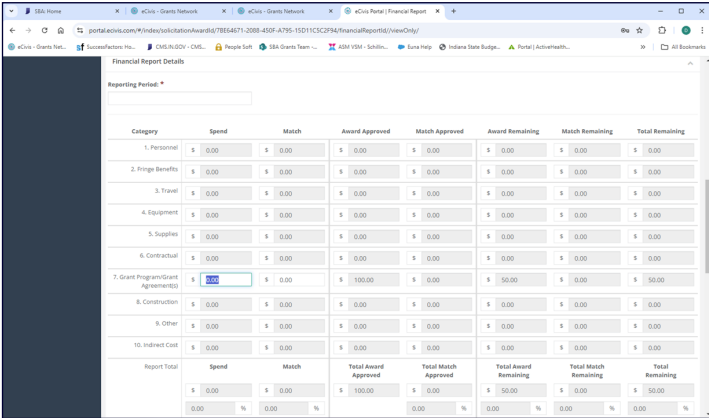 SBA: Home
eCivis - Grants Network
eCivis - Grants Network
eCivis Portal | Financial Report
portal.ecivis.com/#/index/solicitationAwardId/7BE64671-2088-450F-A795-15D11C5C2F94/financialReportId//viewOnly/
eCivis - Grants Net... SuccessFactors: Ho... CMS.IN.GOV - CMS... People Soft SBA Grants Team -... ASM VSM - Schillin... Euna Help Indiana State Budge... Portal | ActiveHealth... » All Bookmarks
Financial Report Details
Reporting Period: *
Category Spend Match Award Approved Match Approved Award Remaining Match Remaining Total Remaining
1. Personnel $ 0.00 $ 0.00 $ 0.00 $ 0.00 $ 0.00 $ 0.00 $ 0.00
2. Fringe Benefits $ 0.00 $ 0.00 $ 0.00 $ 0.00 $ 0.00 $ 0.00 $ 0.00
3. Travel $ 0.00 $ 0.00 $ 0.00 $ 0.00 $ 0.00 $ 0.00 $ 0.00
4. Equipment $ 0.00 $ 0.00 $ 0.00 $ 0.00 $ 0.00 $ 0.00 $ 0.00
5. Supplies $ 0.00 $ 0.00 $ 0.00 $ 0.00 $ 0.00 $ 0.00 $ 0.00
6. Contractual $ 0.00 $ 0.00 $ 0.00 $ 0.00 $ 0.00 $ 0.00 $ 0.00
7. Grant Program/Grant
Agreement(s) $ 0.00 $ 0.00 $ 100.00 $ 0.00 $ 50.00 $ 0.00 $ 50.00
8. Construction $ 0.00 $ 0.00 $ 0.00 $ 0.00 $ 0.00 $ 0.00 $ 0.00
9. Other $ 0.00 $ 0.00 $ 0.00 $ 0.00 $ 0.00 $ 0.00 $ 0.00
10. Indirect Cost $ 0.00 $ 0.00 $ 0.00 $ 0.00 $ 0.00 $ 0.00 $ 0.00
Report Total Spend Match Total Award Total Match Total Award Total Match Total
Approved Approved Remaining Remaining Remaining
$ 0.00 $ 0.00 $ 100.00 $ 0.00 $ 50.00 $ 0.00 $ 50.00
0.00 % 0.00 % 0.00 % 0.00 % 0.00 % 0.00 %